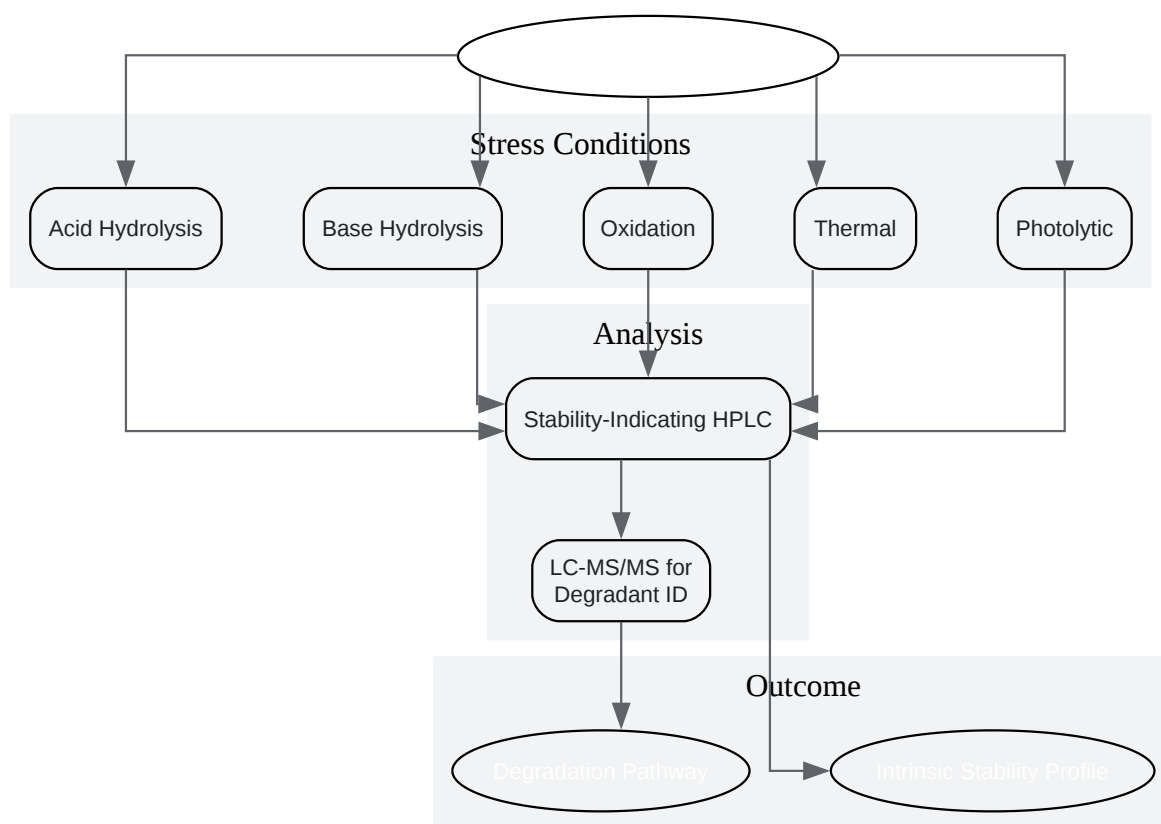 Stress Conditions
Acid Hydrolysis
Base Hydrolysis
Oxidation
Thermal
Photolytic
Analysis
Stability-Indicating HPLC
LC-MS/MS for
Degradant ID
Outcome
Degradation Pathway
Intrinsic Stability Profile